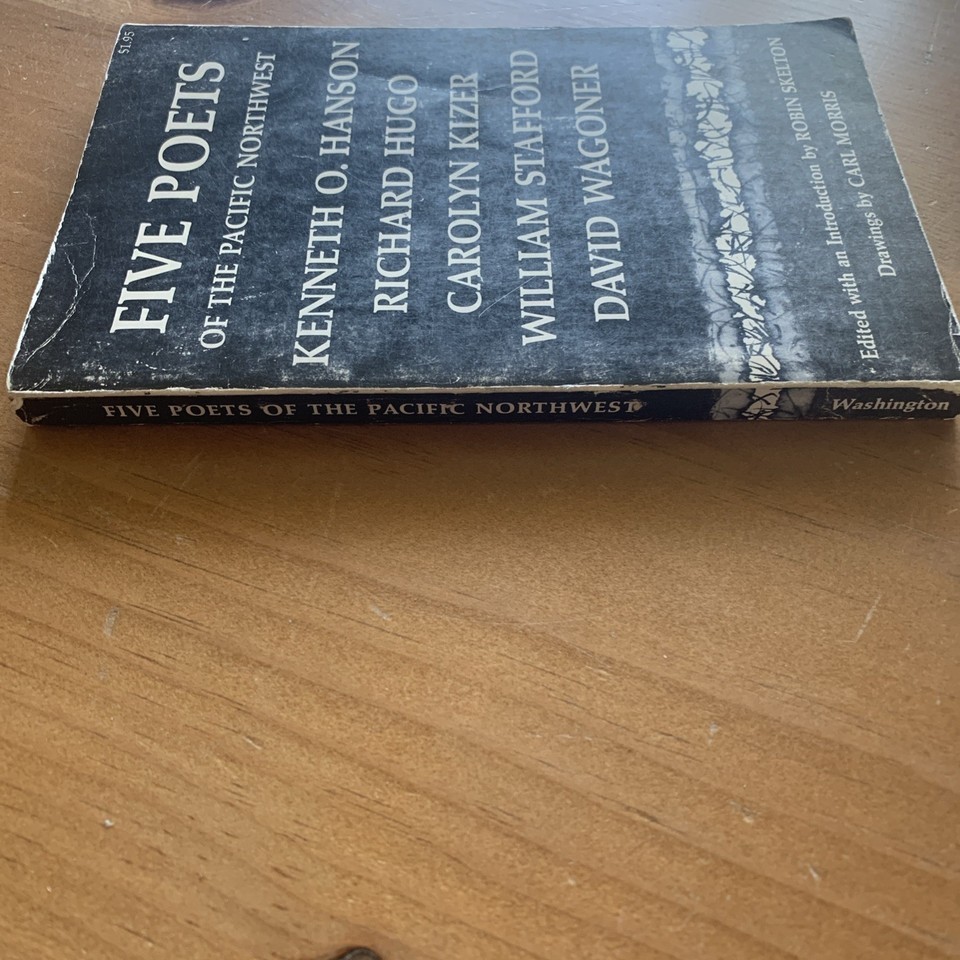 $1.95
FIVE POETS
OF THE PACIFIC NORTHWEST
KENNETH O. HANSON
RICHARD HUGO
CAROLYN KIZER
WILLIAM STAFFORD
DAVID WAGONER
Edited with an Introduction by ROBIN SKELTON
Drawings by CARL MORRIS
FIVE POETS OF THE PACIFIC NORTHWEST
Washington